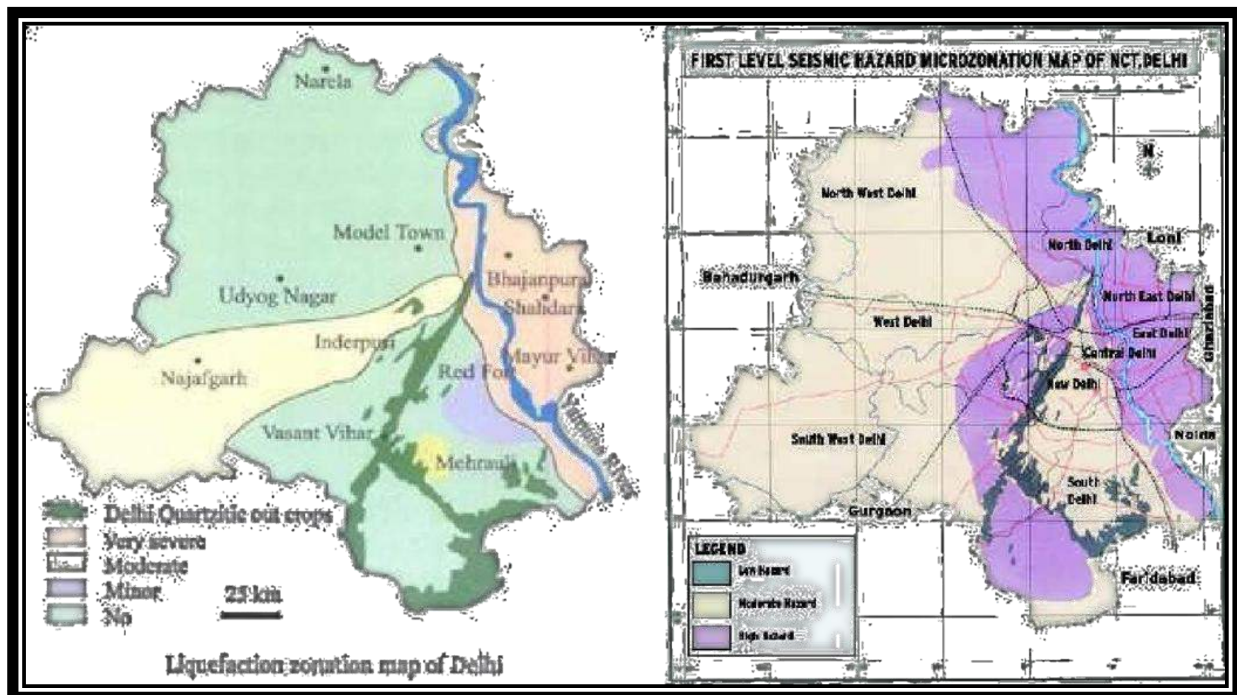 Narela
Model Town
Bhajanpura
Udyog Nagar
Shahdara
Inderpuri
Mayur Vihar
Najafgarh
Red Fort
Vasant Vihar
Mehrauli
Yamuna River
Delhi Quartzitic out crops
Very severe
Moderate
Minor
No
25 km
Liquefaction zonation map of Delhi
FIRST LEVEL SEISMIC HAZARD MICROZONATION MAP OF NCT, DELHI
N
North West Delhi
North Delhi
Loni
Bahadurgarh
North East Delhi
West Delhi
East Delhi
Ghaziabad
Central Delhi
New Delhi
South West Delhi
Noida
South
Delhi
Gurgaon
Faridabad
LEGEND
Low Hazard
Moderate Hazard
High Hazard